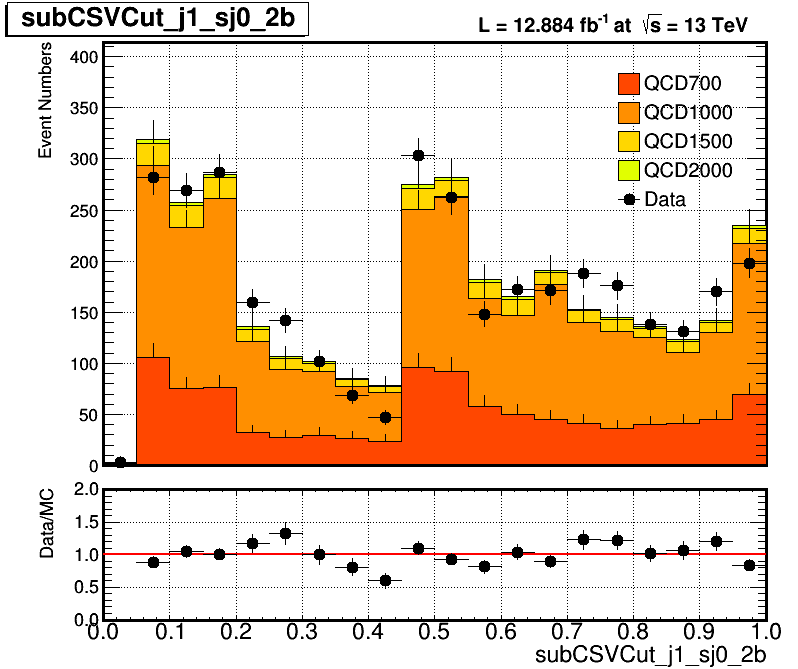 subCSVCut_j1_sj0_2b
L = 12.884 fb⁻¹ at √s = 13 TeV
Event Numbers
400
350
300
250
200
150
100
50
0
QCD700
QCD1000
QCD1500
QCD2000
Data
Data/MC
2.0
1.5
1.0
0.5
0.0
0.0 0.1 0.2 0.3 0.4 0.5 0.6 0.7 0.8 0.9 1.0
subCSVCut_j1_sj0_2b